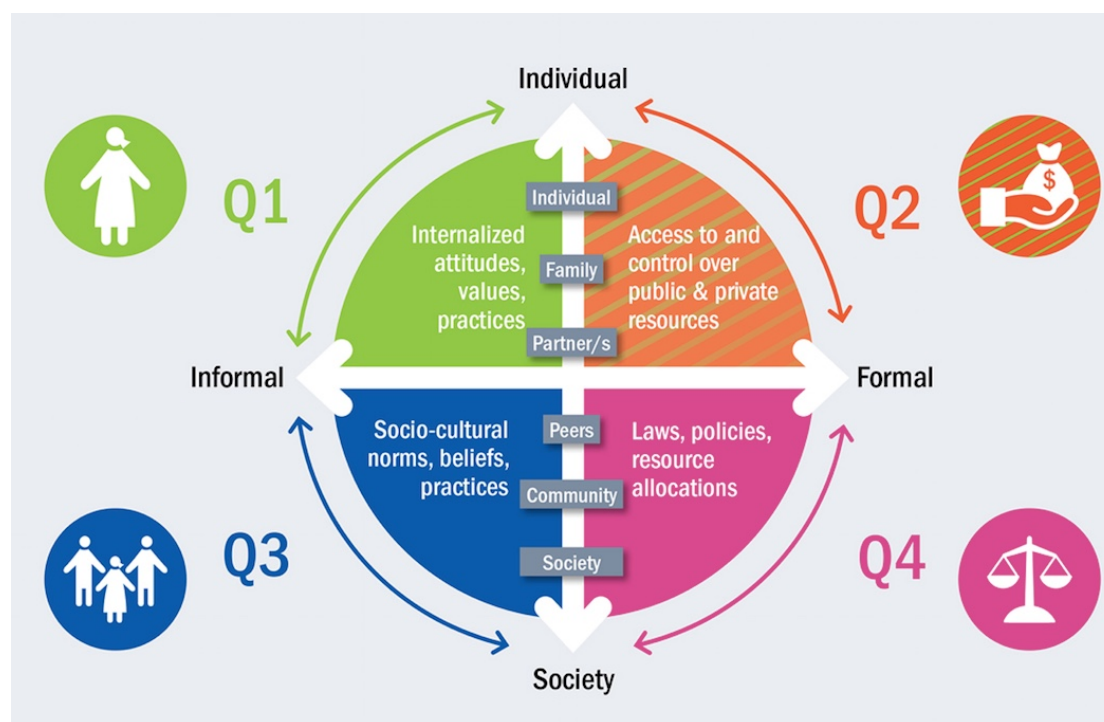 Individual
Q1
Q2
$
Individual
Internalized
attitudes,
values,
practices
Family
Access to and
control over
public & private
resources
Partner/s
Informal
Formal
Socio-cultural
norms, beliefs,
practices
Peers
Laws, policies,
resource
allocations
Community
Society
Q3
Q4
Society